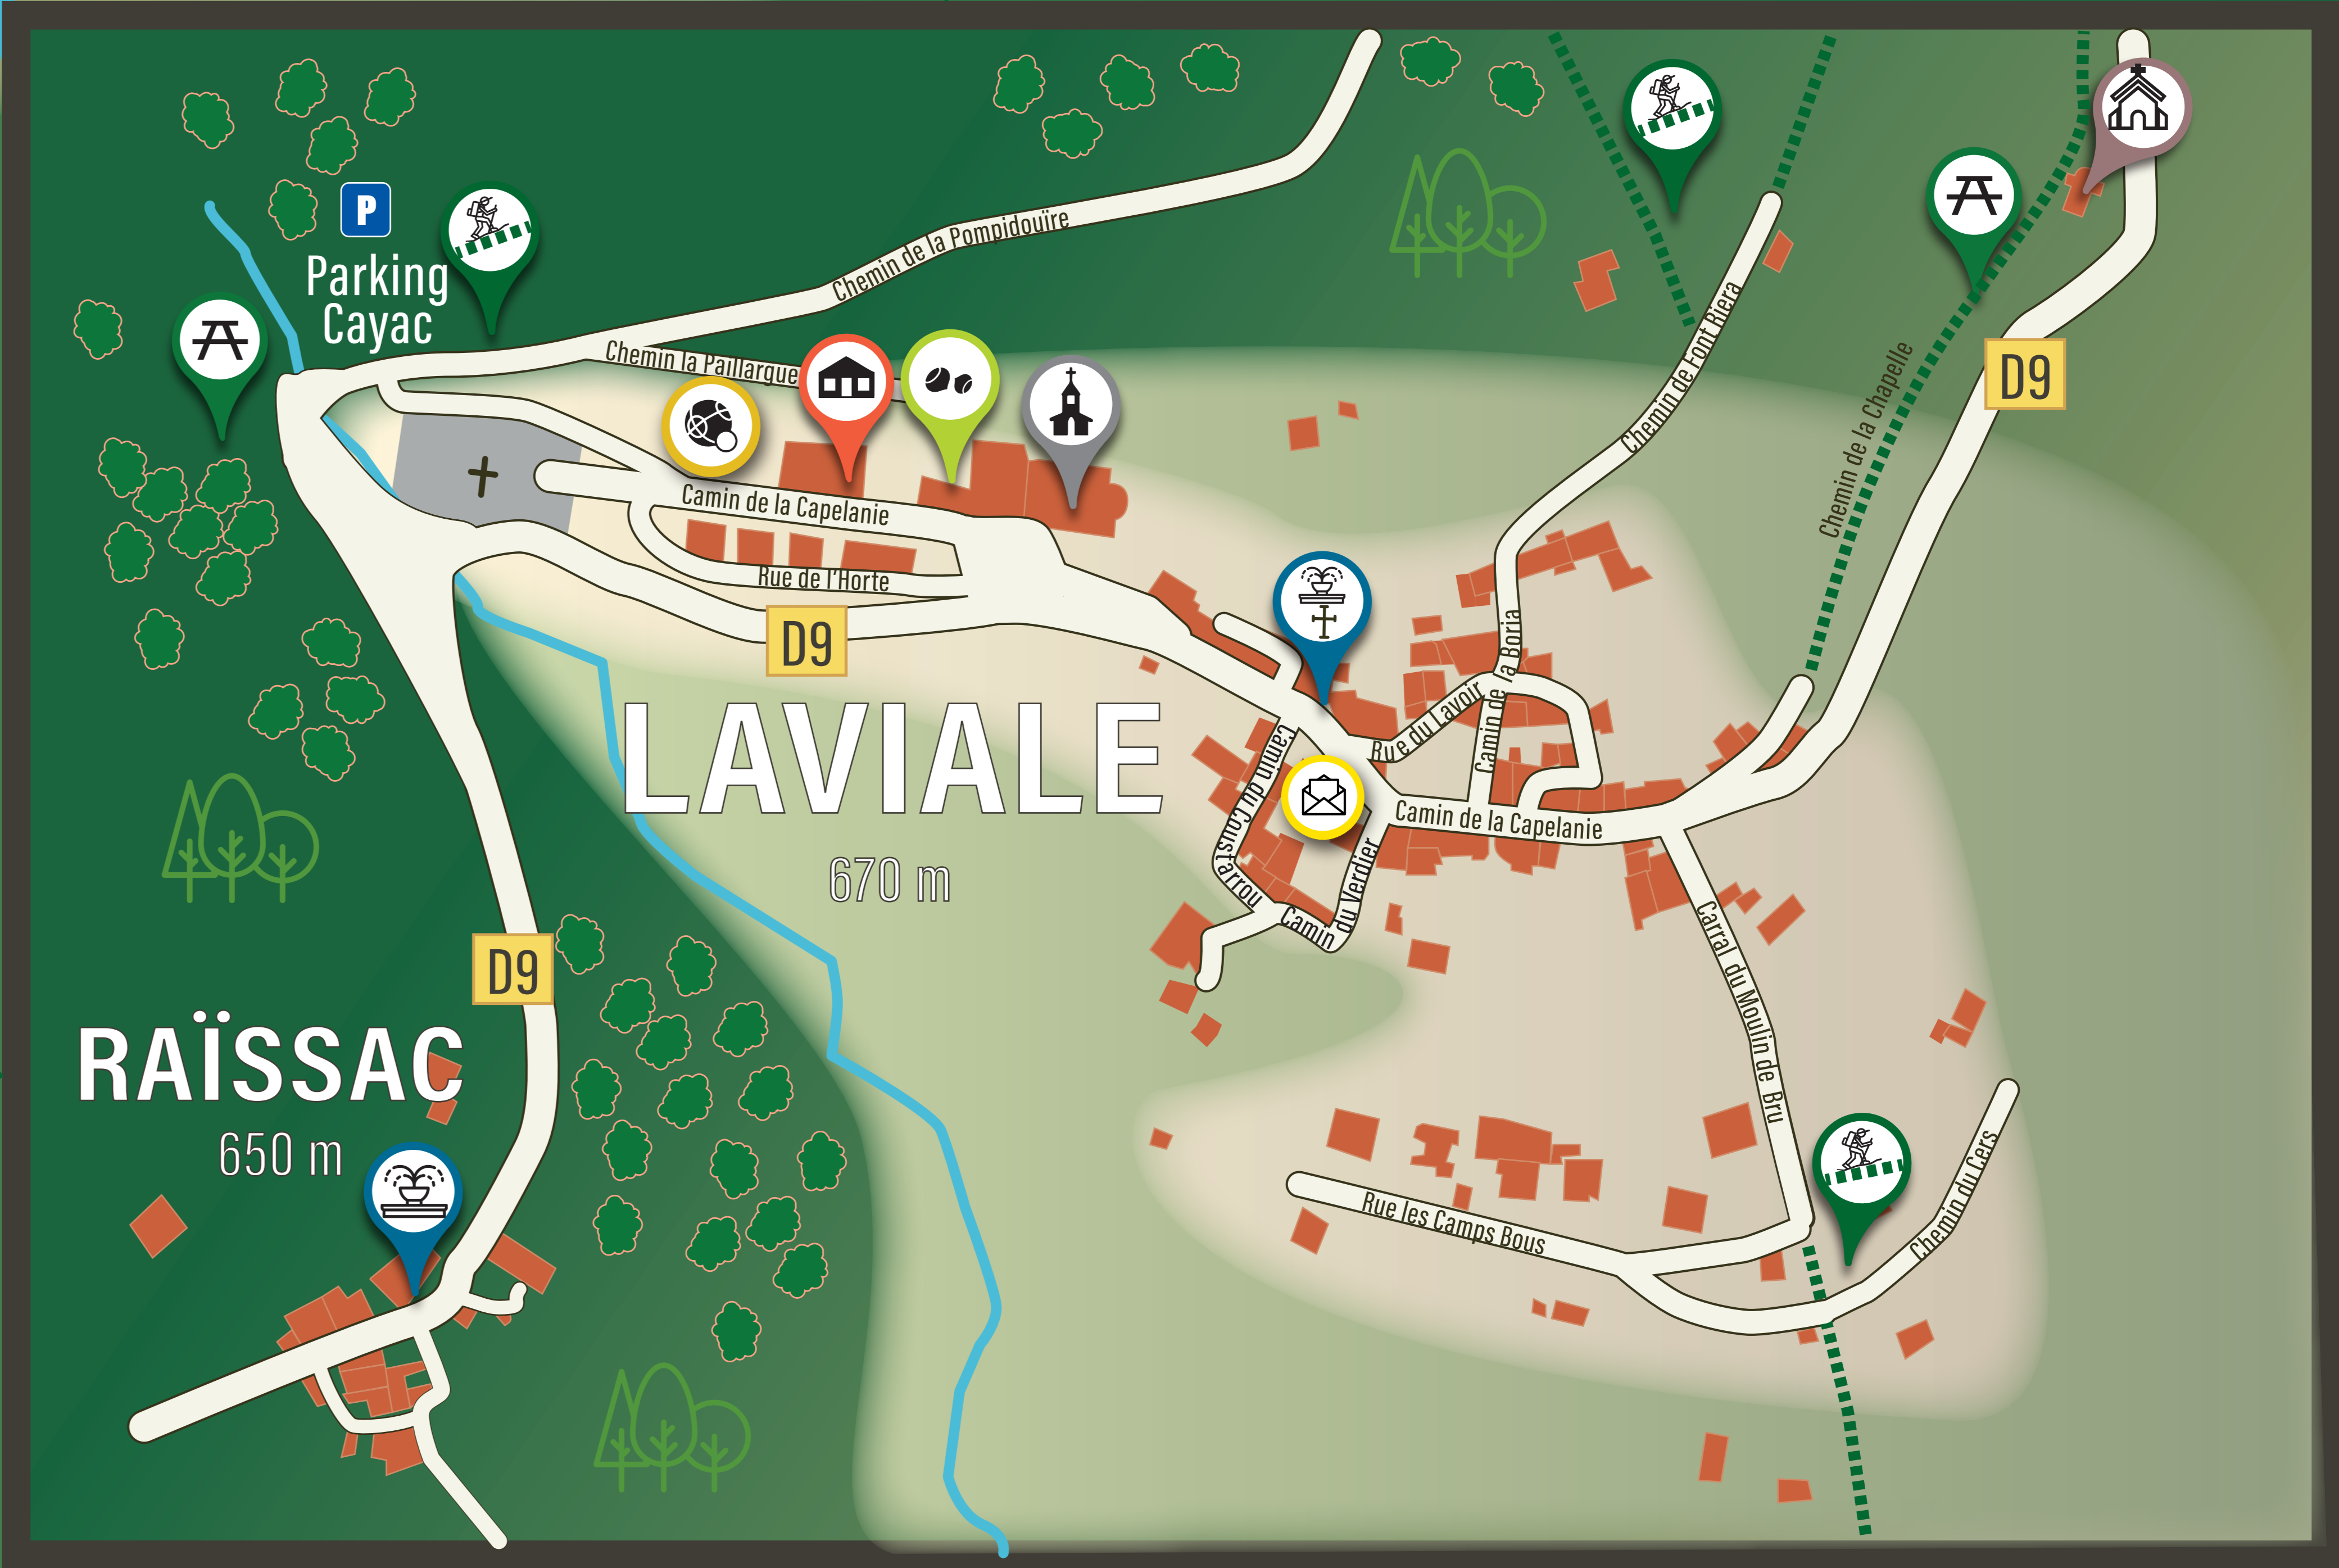 P
Parking
Cayac
Chemin de la Pompidouïre
Chemin la Paillargue
Camin de la Capelanie
Rue de l'Horte
D9
Chemin de Font Riera
Chemin de la Chapelle
D9
LAVIALE
670 m
Camin de la Boria
Rue du Lavoir
Camin de la Capelanie
Camin du Coustarrou
Camin du Verdier
Carral du Moulin de Bru
D9
RAÏSSAC
650 m
Rue les Camps Bous
Chemin du Cers